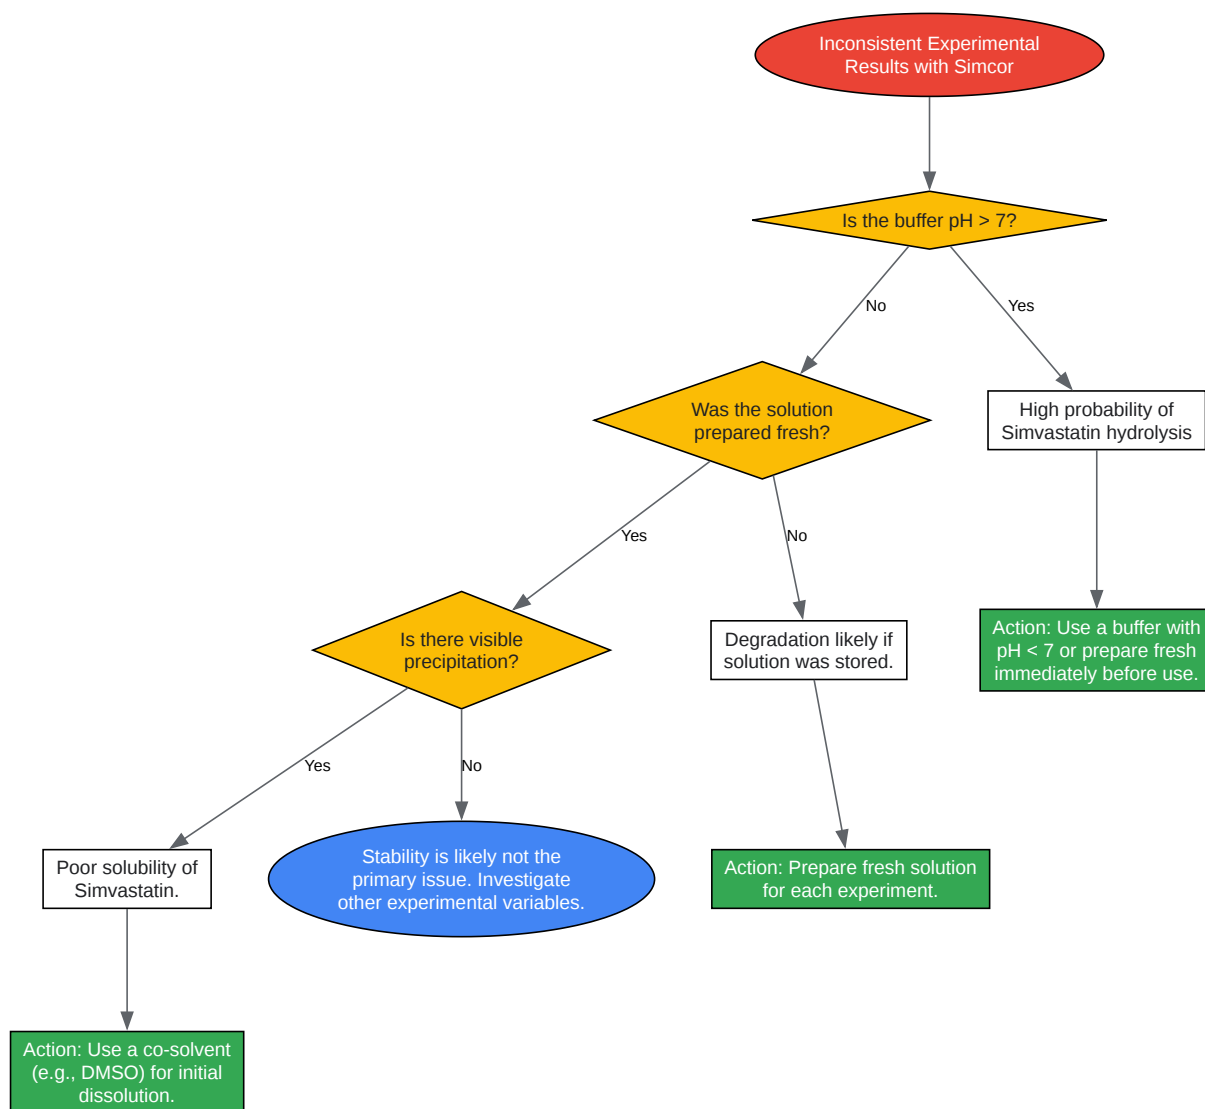 Inconsistent Experimental
Results with Simcor
Is the buffer pH > 7?
No
Yes
Was the solution
prepared fresh?
High probability of
Simvastatin hydrolysis
Yes
No
Is there visible
precipitation?
Degradation likely if
solution was stored.
Action: Use a buffer with
pH < 7 or prepare fresh
immediately before use.
Yes
No
Poor solubility of
Simvastatin.
Stability is likely not the
primary issue. Investigate
other experimental variables.
Action: Prepare fresh solution
for each experiment.
Action: Use a co-solvent
(e.g., DMSO) for initial
dissolution.